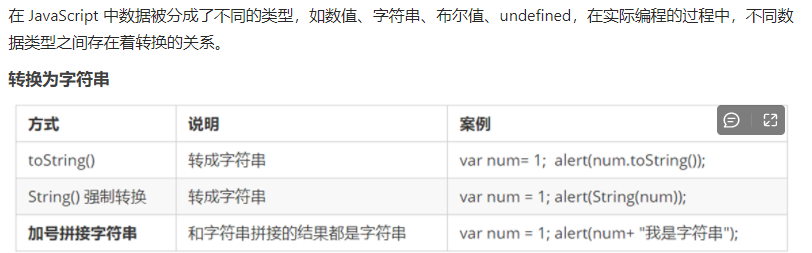 在 JavaScript 中数据被分成了不同的类型，如数值、字符串、布尔值、undefined，在实际编程的过程中，不同数
据类型之间存在着转换的关系。
转换为字符串
方式 说明 案例
toString() 转成字符串 var num= 1; alert(num.toString());
String() 强制转换 转成字符串 var num = 1; alert(String(num));
加号拼接字符串 和字符串拼接的结果都是字符串 var num = 1; alert(num+ "我是字符串");